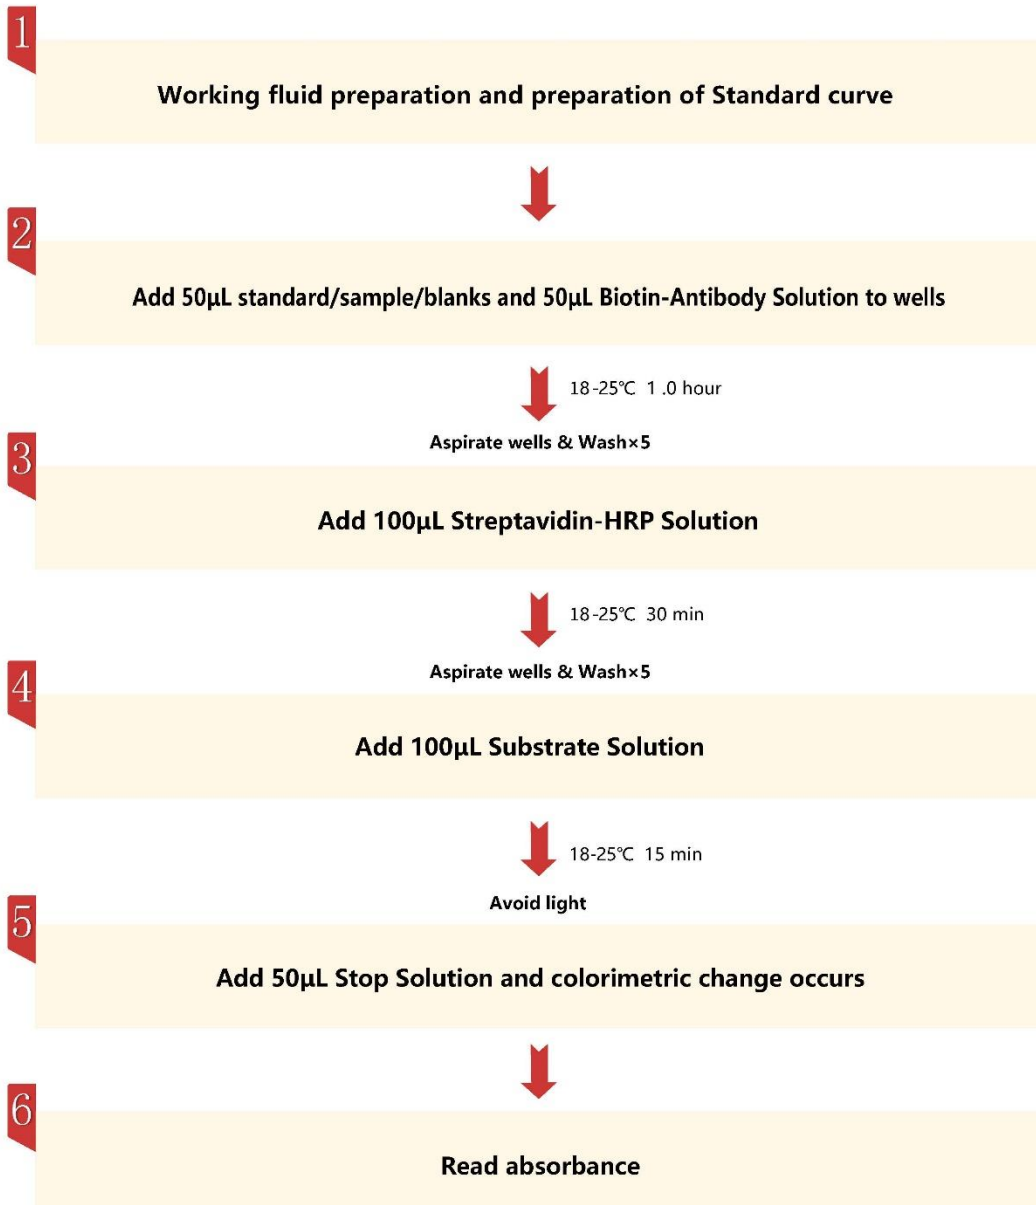 1
Working fluid preparation and preparation of Standard curve
2
Add 50μL standard/sample/blanks and 50μL Biotin-Antibody Solution to wells
18-25℃ 1 .0 hour
Aspirate wells & Wash×5
3
Add 100μL Streptavidin-HRP Solution
18-25℃ 30 min
Aspirate wells & Wash×5
4
Add 100μL Substrate Solution
18-25℃ 15 min
Avoid light
5
Add 50μL Stop Solution and colorimetric change occurs
6
Read absorbance